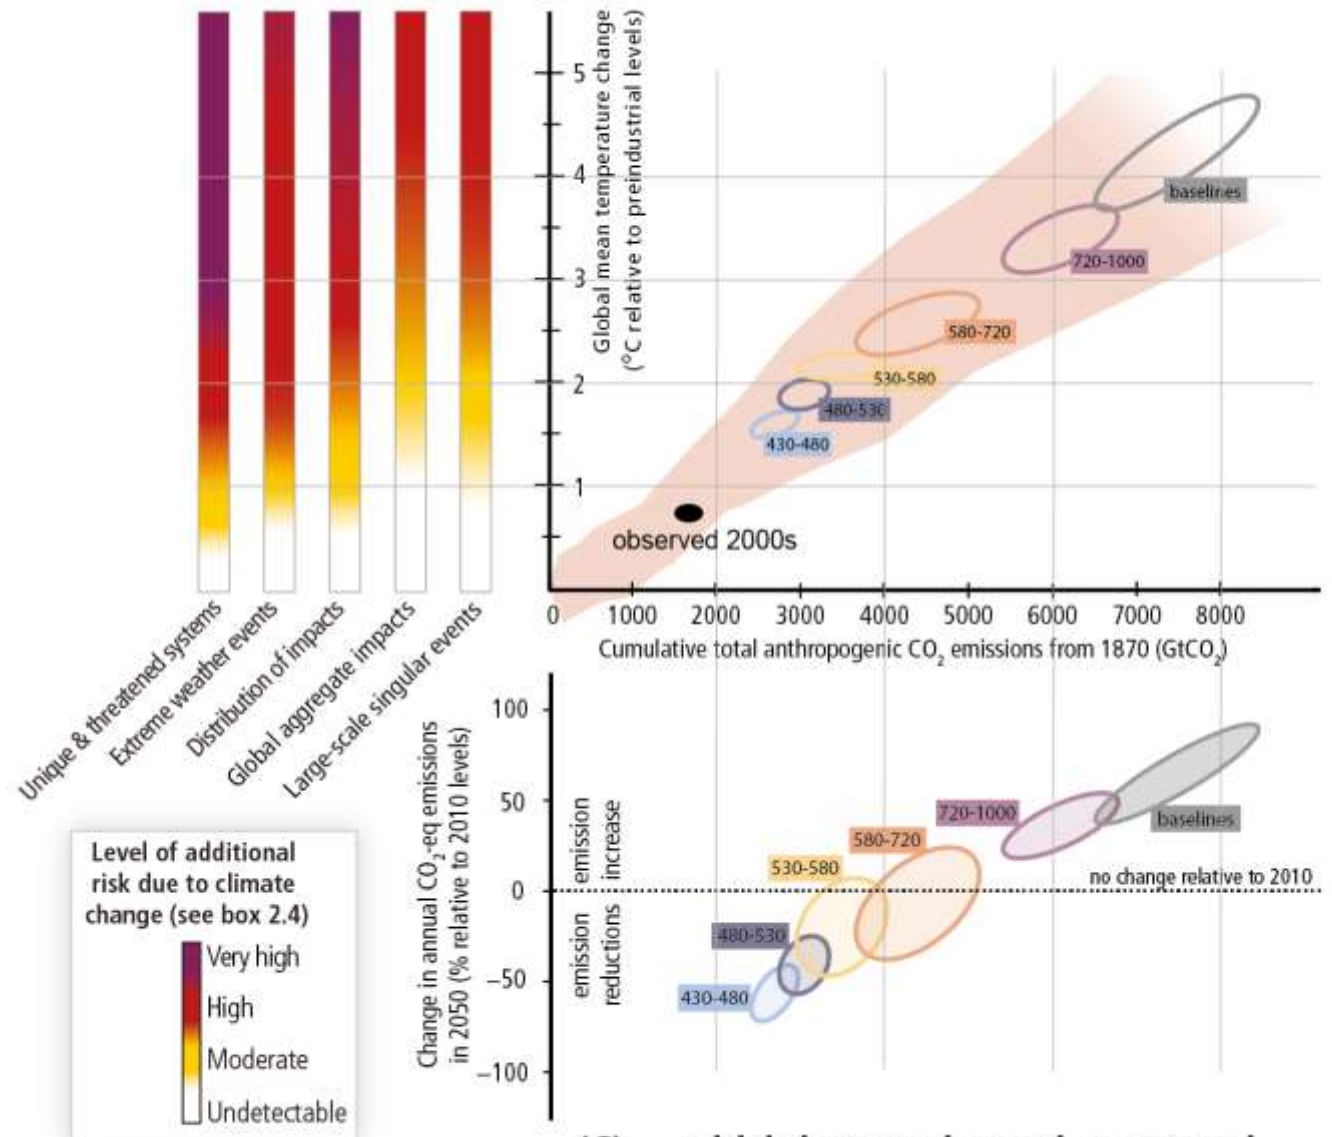 5
4
3
2
1
Global mean temperature change
(°C relative to preindustrial levels)
baselines
720-1000
580-720
530-580
480-530
430-480
observed 2000s
0 1000 2000 3000 4000 5000 6000 7000 8000
Cumulative total anthropogenic CO₂ emissions from 1870 (GtCO₂)
Unique & threatened systems
Extreme weather events
Distribution of impacts
Global aggregate impacts
Large-scale singular events
Level of additional
risk due to climate
change (see box 2.4)
Very high
High
Moderate
Undetectable
100
50
0
−50
−100
Change in annual CO₂-eq emissions
in 2050 (% relative to 2010 levels)
emission
increase
emission
reductions
baselines
720-1000
580-720
530-580
480-530
430-480
no change relative to 2010